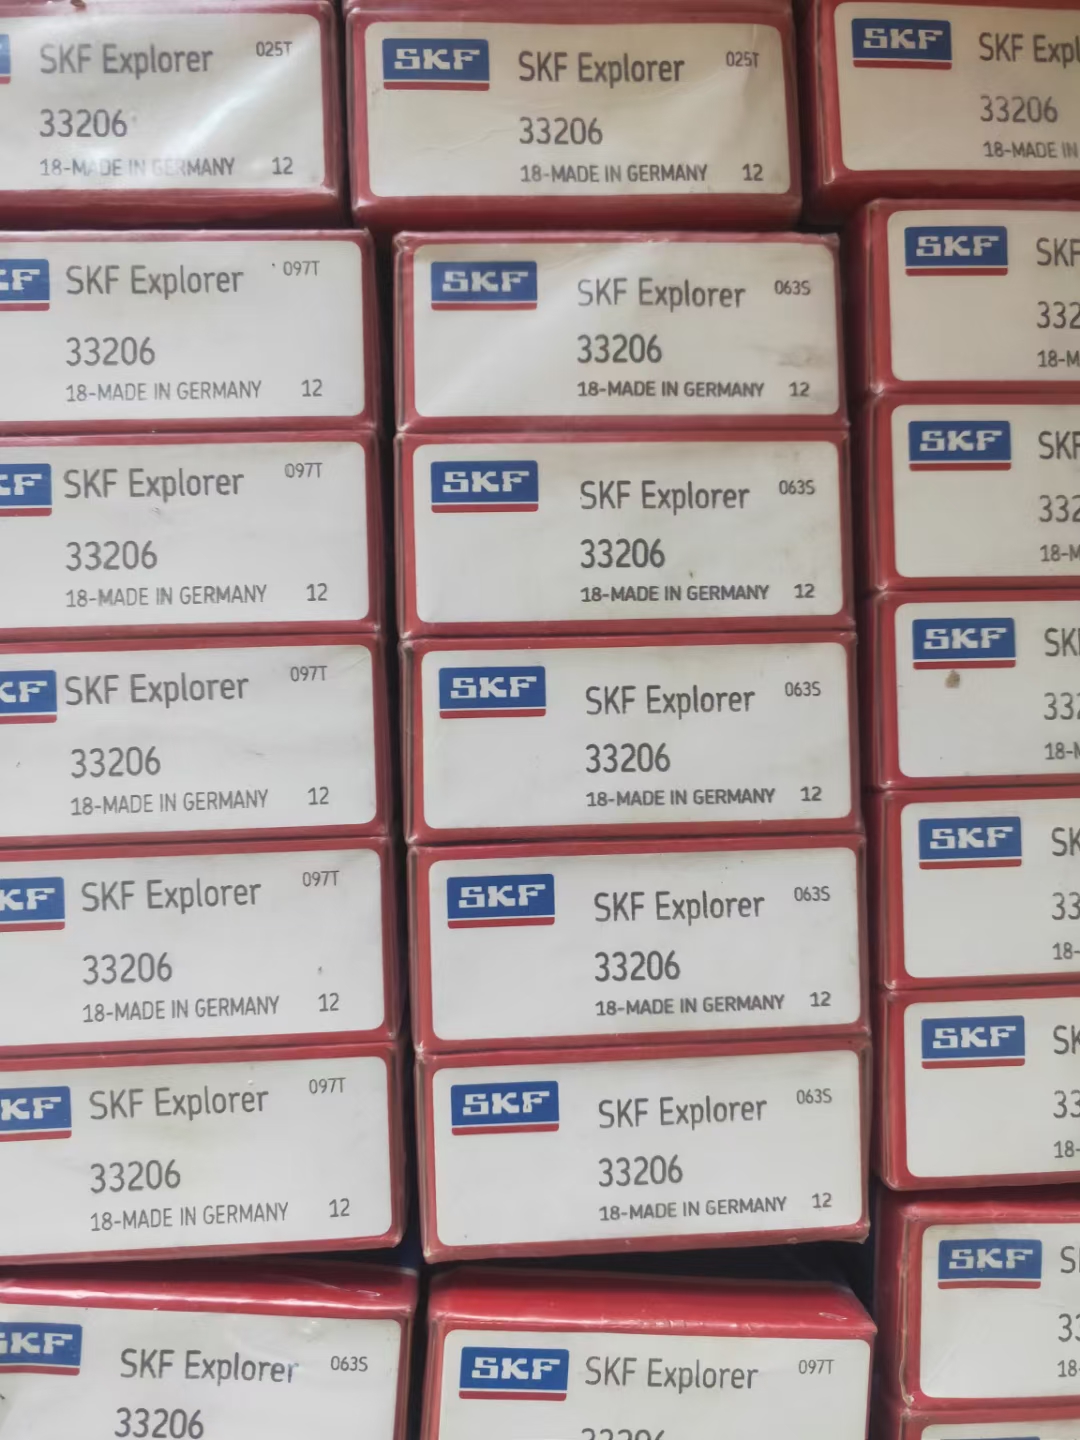 SKF Explorer 025T
33206
18-MADE IN GERMANY 12
SKF
SKF Explorer 025T
33206
18-MADE IN GERMANY 12
SKF
SKF
33206
18-MADE IN
SKF Explorer 097T
33206
18-MADE IN GERMANY 12
SKF
SKF Explorer 063S
33206
18-MADE IN GERMANY 12
SKF
SKF Explorer 097T
33206
18-MADE IN GERMANY 12
SKF
SKF Explorer 063S
33206
18-MADE IN GERMANY 12
SKF
SKF Explorer 097T
33206
18-MADE IN GERMANY 12
SKF
SKF Explorer 063S
33206
18-MADE IN GERMANY 12
SKF
SKF Explorer 097T
33206
18-MADE IN GERMANY 12
SKF
SKF Explorer 063S
33206
18-MADE IN GERMANY 12
SKF
SKF Explorer 097T
33206
18-MADE IN GERMANY 12
SKF
SKF Explorer 063S
33206
18-MADE IN GERMANY 12
SKF
SKF Explorer 063S
33206
SKF
SKF Explorer 097T
SKF